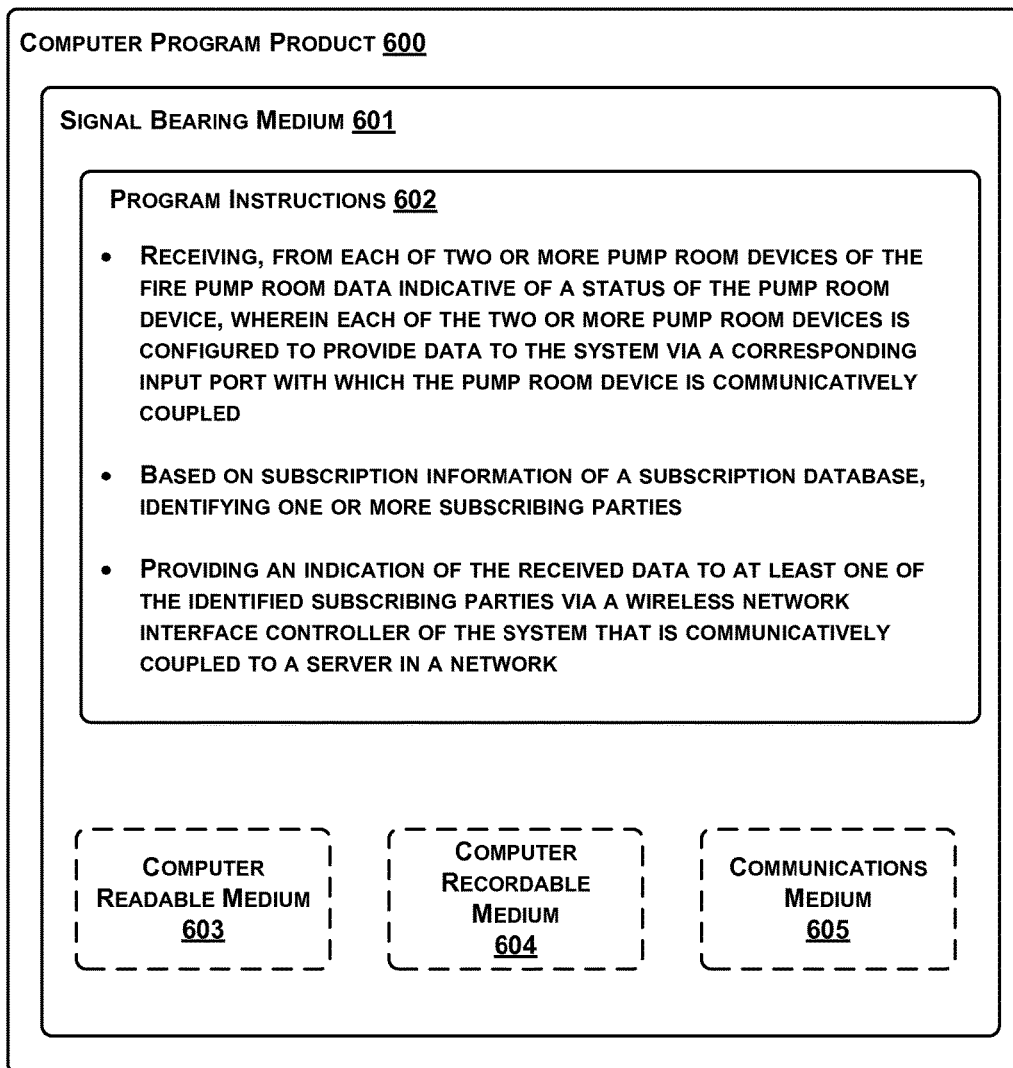 COMPUTER PROGRAM PRODUCT 600
SIGNAL BEARING MEDIUM 601
PROGRAM INSTRUCTIONS 602
• RECEIVING, FROM EACH OF TWO OR MORE PUMP ROOM DEVICES OF THE
FIRE PUMP ROOM DATA INDICATIVE OF A STATUS OF THE PUMP ROOM
DEVICE, WHEREIN EACH OF THE TWO OR MORE PUMP ROOM DEVICES IS
CONFIGURED TO PROVIDE DATA TO THE SYSTEM VIA A CORRESPONDING
INPUT PORT WITH WHICH THE PUMP ROOM DEVICE IS COMMUNICATIVELY
COUPLED
• BASED ON SUBSCRIPTION INFORMATION OF A SUBSCRIPTION DATABASE,
IDENTIFYING ONE OR MORE SUBSCRIBING PARTIES
• PROVIDING AN INDICATION OF THE RECEIVED DATA TO AT LEAST ONE OF
THE IDENTIFIED SUBSCRIBING PARTIES VIA A WIRELESS NETWORK
INTERFACE CONTROLLER OF THE SYSTEM THAT IS COMMUNICATIVELY
COUPLED TO A SERVER IN A NETWORK
COMPUTER
READABLE MEDIUM
603
COMPUTER
RECORDABLE
MEDIUM
604
COMMUNICATIONS
MEDIUM
605